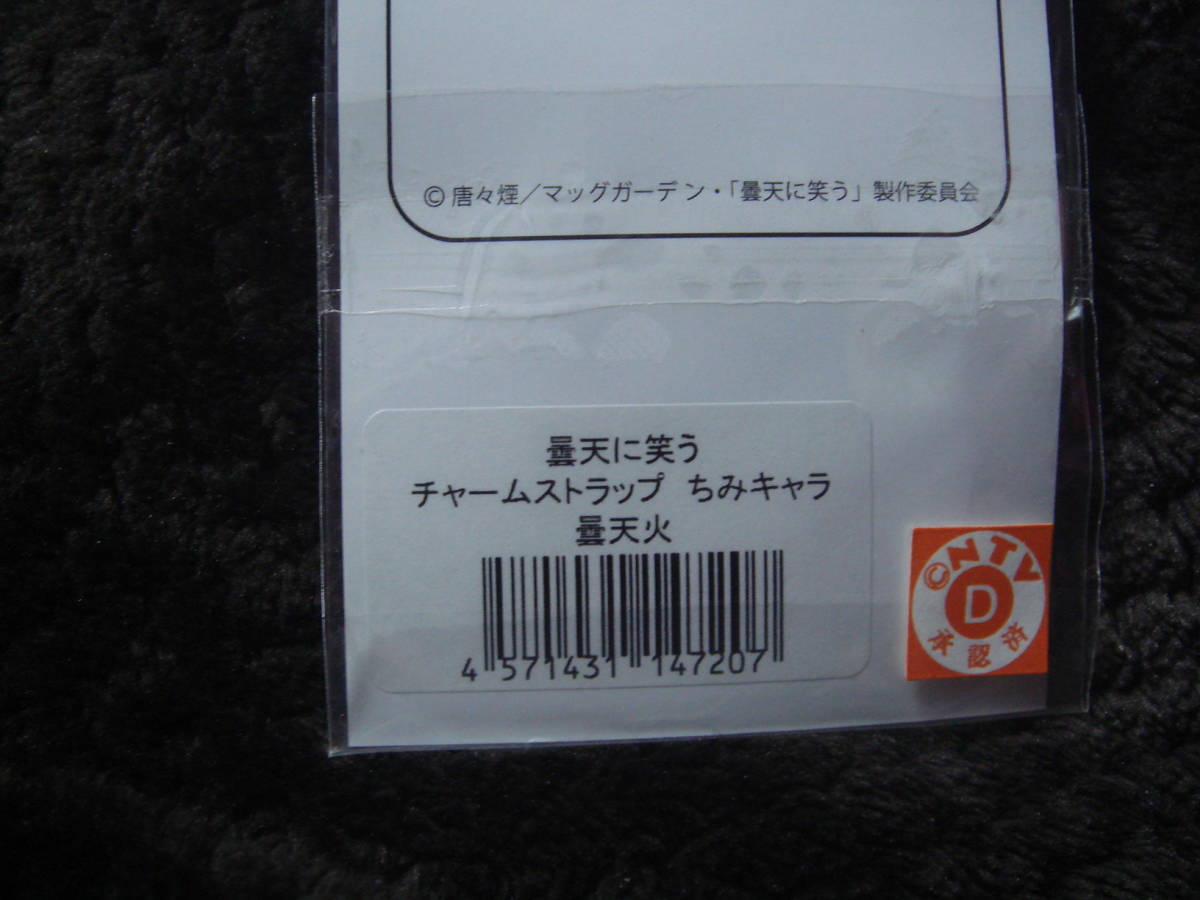 © 唐々煙／マッグガーデン・「曇天に笑う」製作委員会
曇天に笑う
チャームストラップ ちみキャラ
曇天火
4 571431 147207
©NTV
D
承認済